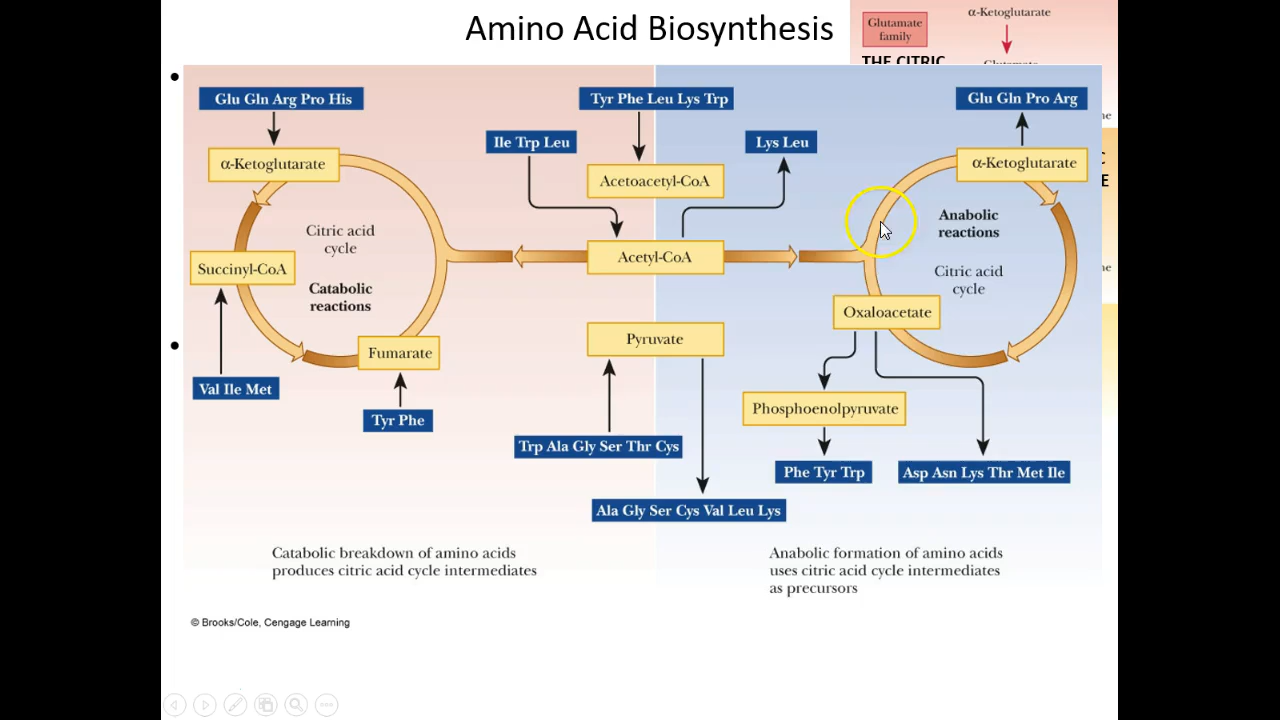 Amino Acid Biosynthesis
Glutamate
family
α-Ketoglutarate
THE CITRIC
Glu Gln Arg Pro His
Tyr Phe Leu Lys Trp
Glu Gln Pro Arg
Ile Trp Leu
Lys Leu
α-Ketoglutarate
Acetoacetyl-CoA
α-Ketoglutarate
Citric acid
cycle
Anabolic
reactions
Succinyl-CoA
Acetyl-CoA
Catabolic
reactions
Citric acid
cycle
Oxaloacetate
Pyruvate
Fumarate
Val Ile Met
Tyr Phe
Phosphoenolpyruvate
Trp Ala Gly Ser Thr Cys
Phe Tyr Trp
Asp Asn Lys Thr Met Ile
Ala Gly Ser Cys Val Leu Lys
Catabolic breakdown of amino acids
produces citric acid cycle intermediates
Anabolic formation of amino acids
uses citric acid cycle intermediates
as precursors
© Brooks/Cole, Cengage Learning